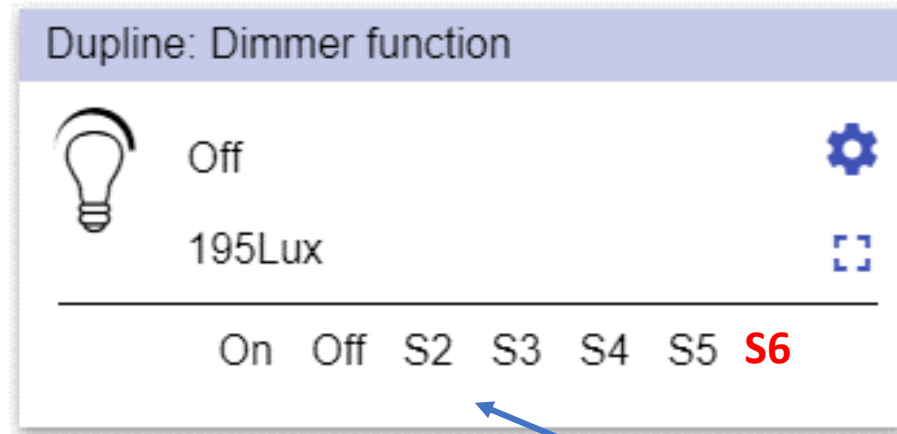 Dupline: Dimmer function
Off
195Lux
On Off S2 S3 S4 S5 S6